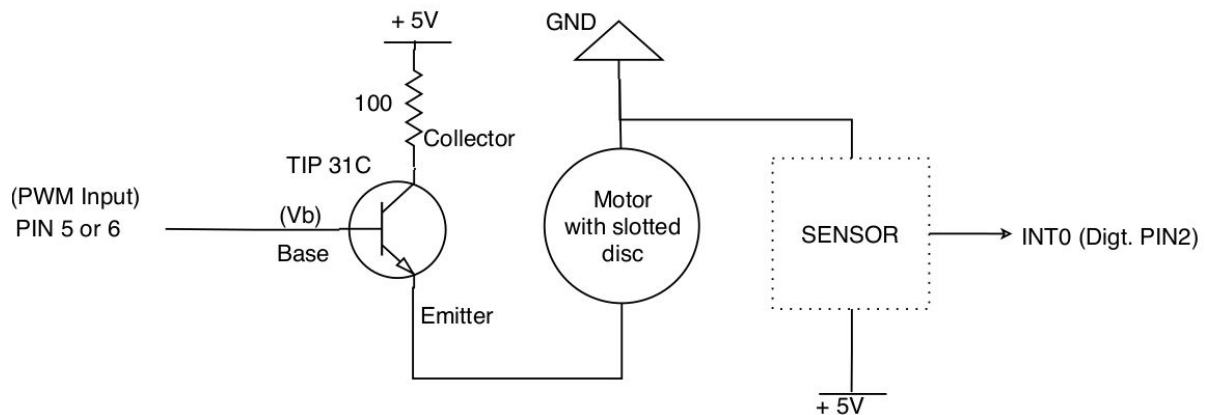 + 5V
GND
100
Collector
TIP 31C
(PWM Input)
PIN 5 or 6
(Vb)
Base
Emitter
Motor
with slotted
disc
SENSOR
INT0 (Digt. PIN2)
+ 5V